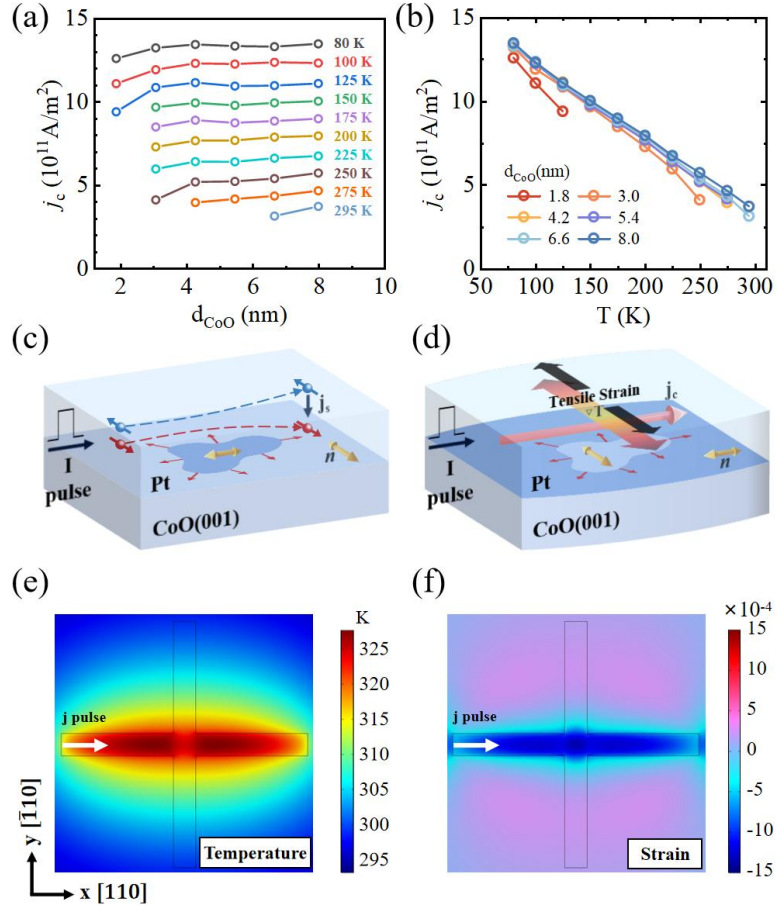 (a)
15
10
5
0
j_c (10^11 A/m^2)
80 K
100 K
125 K
150 K
175 K
200 K
225 K
250 K
275 K
295 K
2 4 6 8 10
d_CoO (nm)
(b)
15
10
5
0
j_c (10^11 A/m^2)
d_CoO(nm)
1.8 3.0
4.2 5.4
6.6 8.0
50 100 150 200 250 300
T (K)
(c)
j_s
I
pulse
n
Pt
CoO(001)
(d)
Tensile Strain
∇T
j_c
I
pulse
n
Pt
CoO(001)
(e)
K
325
320
315
310
305
300
295
j pulse
Temperature
y [1̄10]
x [110]
(f)
×10^-4
15
10
5
0
-5
-10
-15
j pulse
Strain